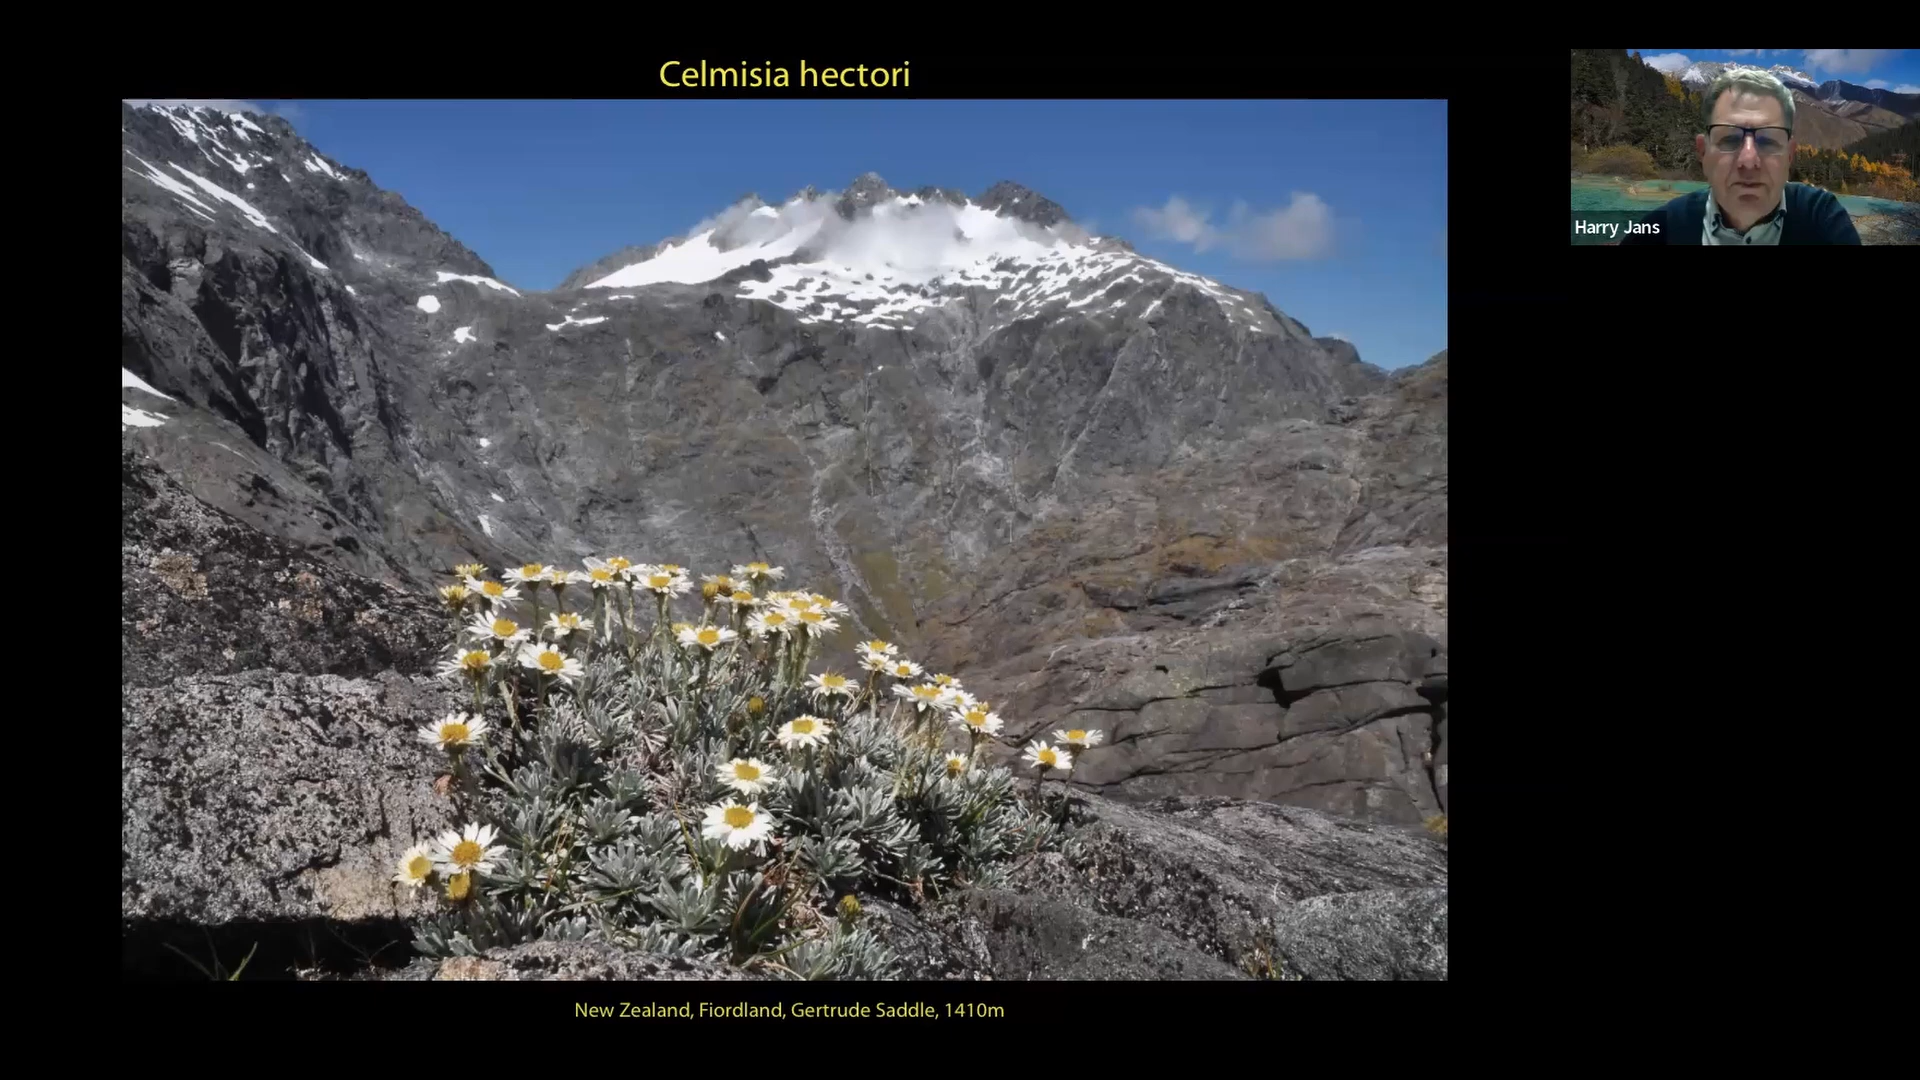 Celmisia hectori
Harry Jans
New Zealand, Fiordland, Gertrude Saddle, 1410m